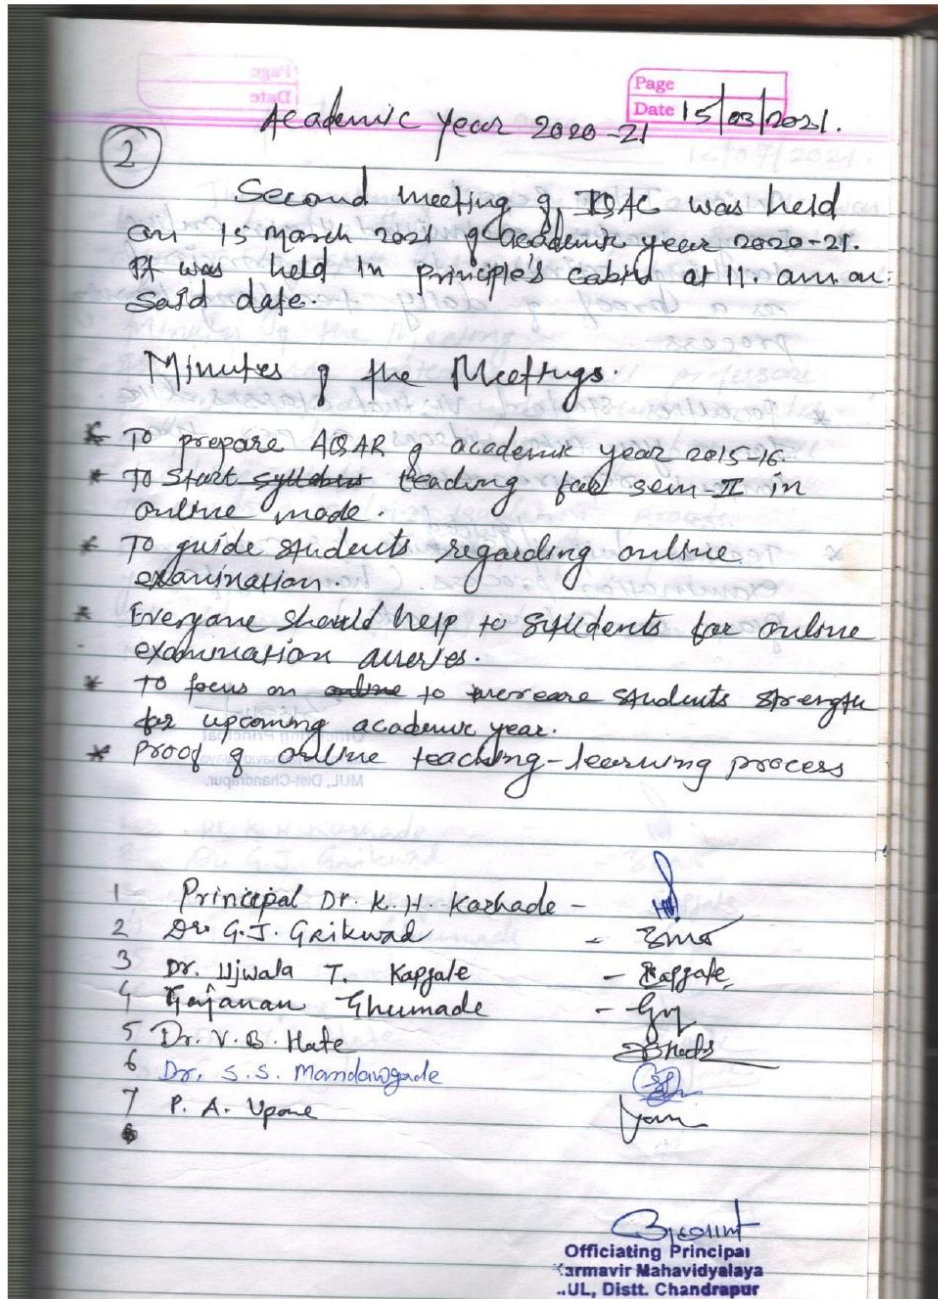 Page
Date 15/03/2021.
Academic year 2020-21
2
Second meeting of IQAC was held
on 15 March 2021 of academic year 2020-21.
It was held in principle's cabin at 11. am. on
said date.
Minutes of the Meetings.
* To prepare AQAR of academic year 2015-16.
* To start syllabus teaching for sem-II in
online mode.
* To guide students regarding online
examination
* Everyone should help to students for online
examination queries.
* To focus on online to increase students strength
for upcoming academic year.
* Proof of online teaching-learning process
1 Principal Dr. K. H. Karhade -
2 Dr. G.J. Gaikwad -
3 Dr. Ujwala T. Kapgate - Kapgate
4 Gajanan Ghumade -
5 Dr. V.B. Hate
6 Dr. S.S. Mandawgade
7 P. A. Upare
Officiating Principal
Karmavir Mahavidyalaya
MUL, Distt. Chandrapur